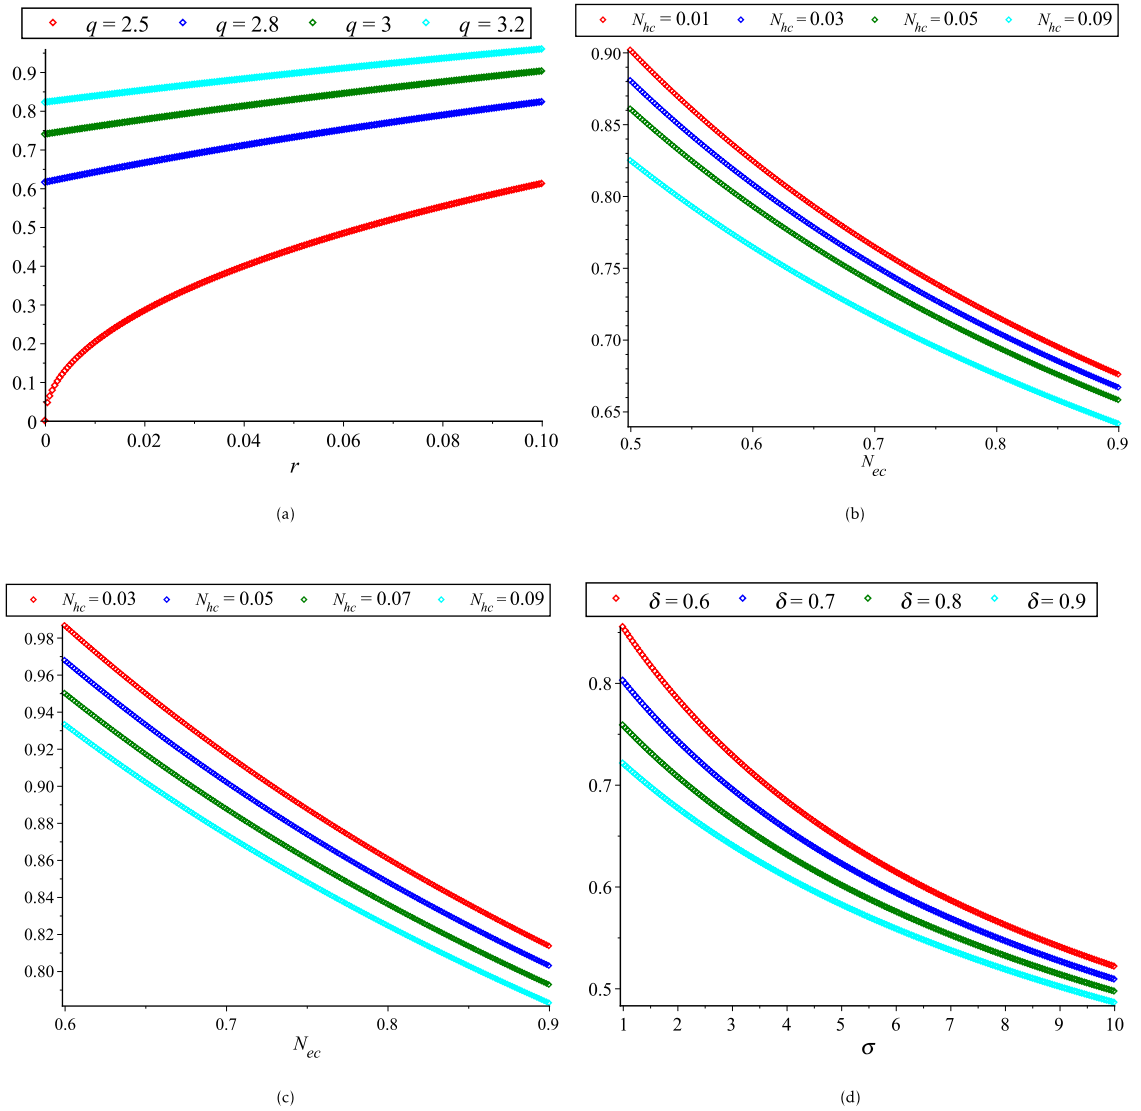 q = 2.5 q = 2.8 q = 3 q = 3.2
0.9
0.8
0.7
0.6
0.5
0.4
0.3
0.2
0.1
0
0 0.02 0.04 0.06 0.08 0.10
r
(a)
N_hc = 0.01 N_hc = 0.03 N_hc = 0.05 N_hc = 0.09
0.90
0.85
0.80
0.75
0.70
0.65
0.5 0.6 0.7 0.8 0.9
N_ec
(b)
N_hc = 0.03 N_hc = 0.05 N_hc = 0.07 N_hc = 0.09
0.98
0.96
0.94
0.92
0.90
0.88
0.86
0.84
0.82
0.80
0.6 0.7 0.8 0.9
N_ec
(c)
δ = 0.6 δ = 0.7 δ = 0.8 δ = 0.9
0.8
0.7
0.6
0.5
1 2 3 4 5 6 7 8 9 10
σ
(d)